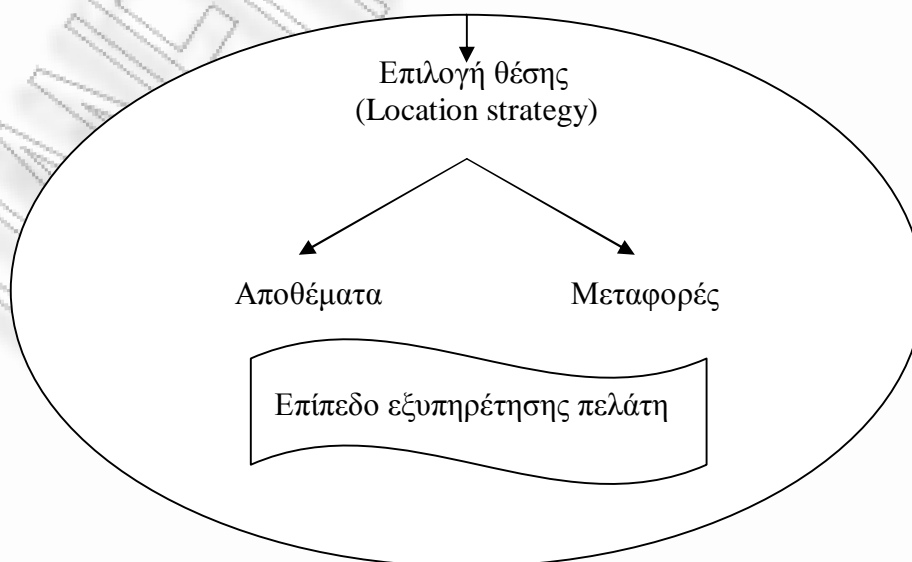 Επιλογή θέσης
(Location strategy)
Αποθέματα
Μεταφορές
Επίπεδο εξυπηρέτησης πελάτη